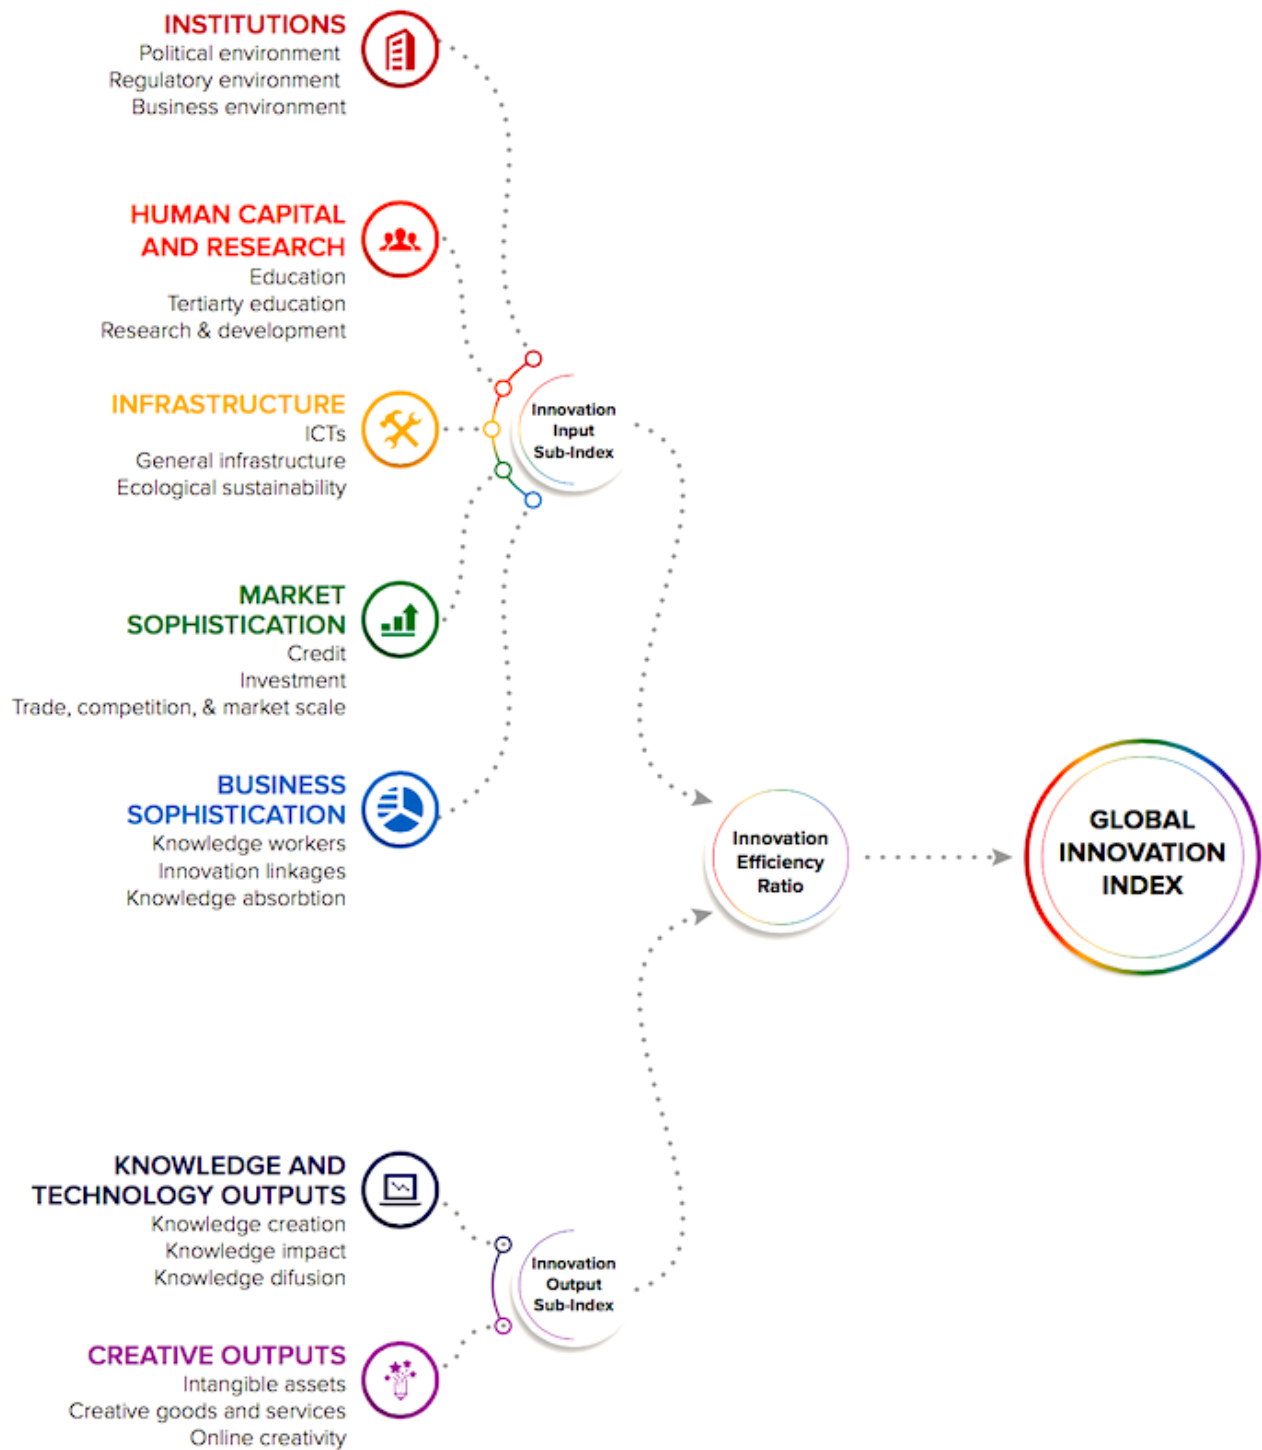 INSTITUTIONS
Political environment
Regulatory environment
Business environment
HUMAN CAPITAL
AND RESEARCH
Education
Tertiarty education
Research & development
INFRASTRUCTURE
ICTs
General infrastructure
Ecological sustainability
Innovation
Input
Sub-Index
MARKET
SOPHISTICATION
Credit
Investment
Trade, competition, & market scale
BUSINESS
SOPHISTICATION
Knowledge workers
Innovation linkages
Knowledge absorbtion
Innovation
Efficiency
Ratio
GLOBAL
INNOVATION
INDEX
KNOWLEDGE AND
TECHNOLOGY OUTPUTS
Knowledge creation
Knowledge impact
Knowledge difusion
Innovation
Output
Sub-Index
CREATIVE OUTPUTS
Intangible assets
Creative goods and services
Online creativity